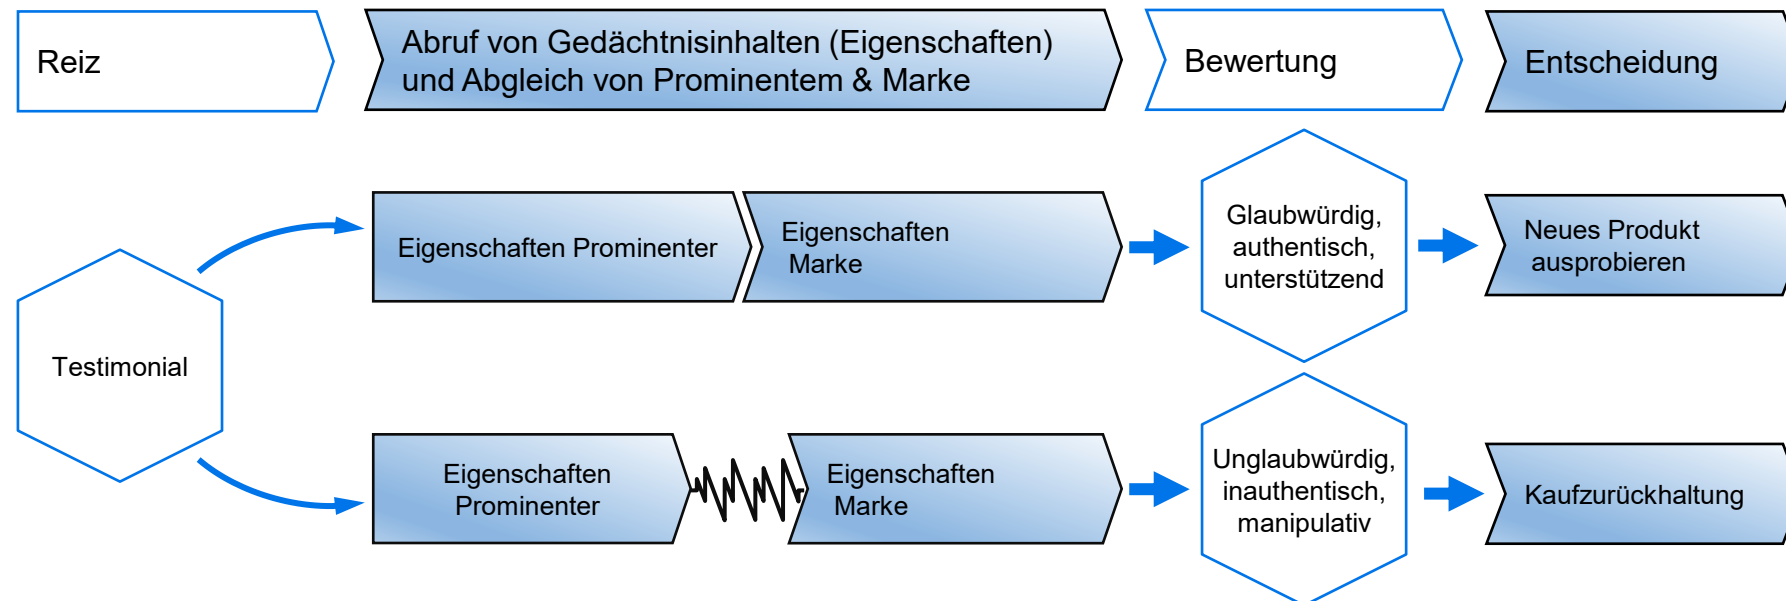 Reiz
Abruf von Gedächtnisinhalten (Eigenschaften)
und Abgleich von Prominentem & Marke
Bewertung
Entscheidung
Testimonial
Eigenschaften Prominenter
Eigenschaften
Marke
Glaubwürdig,
authentisch,
unterstützend
Neues Produkt
ausprobieren
Eigenschaften
Prominenter
Eigenschaften
Marke
Unglaubwürdig,
inauthentisch,
manipulativ
Kaufzurückhaltung